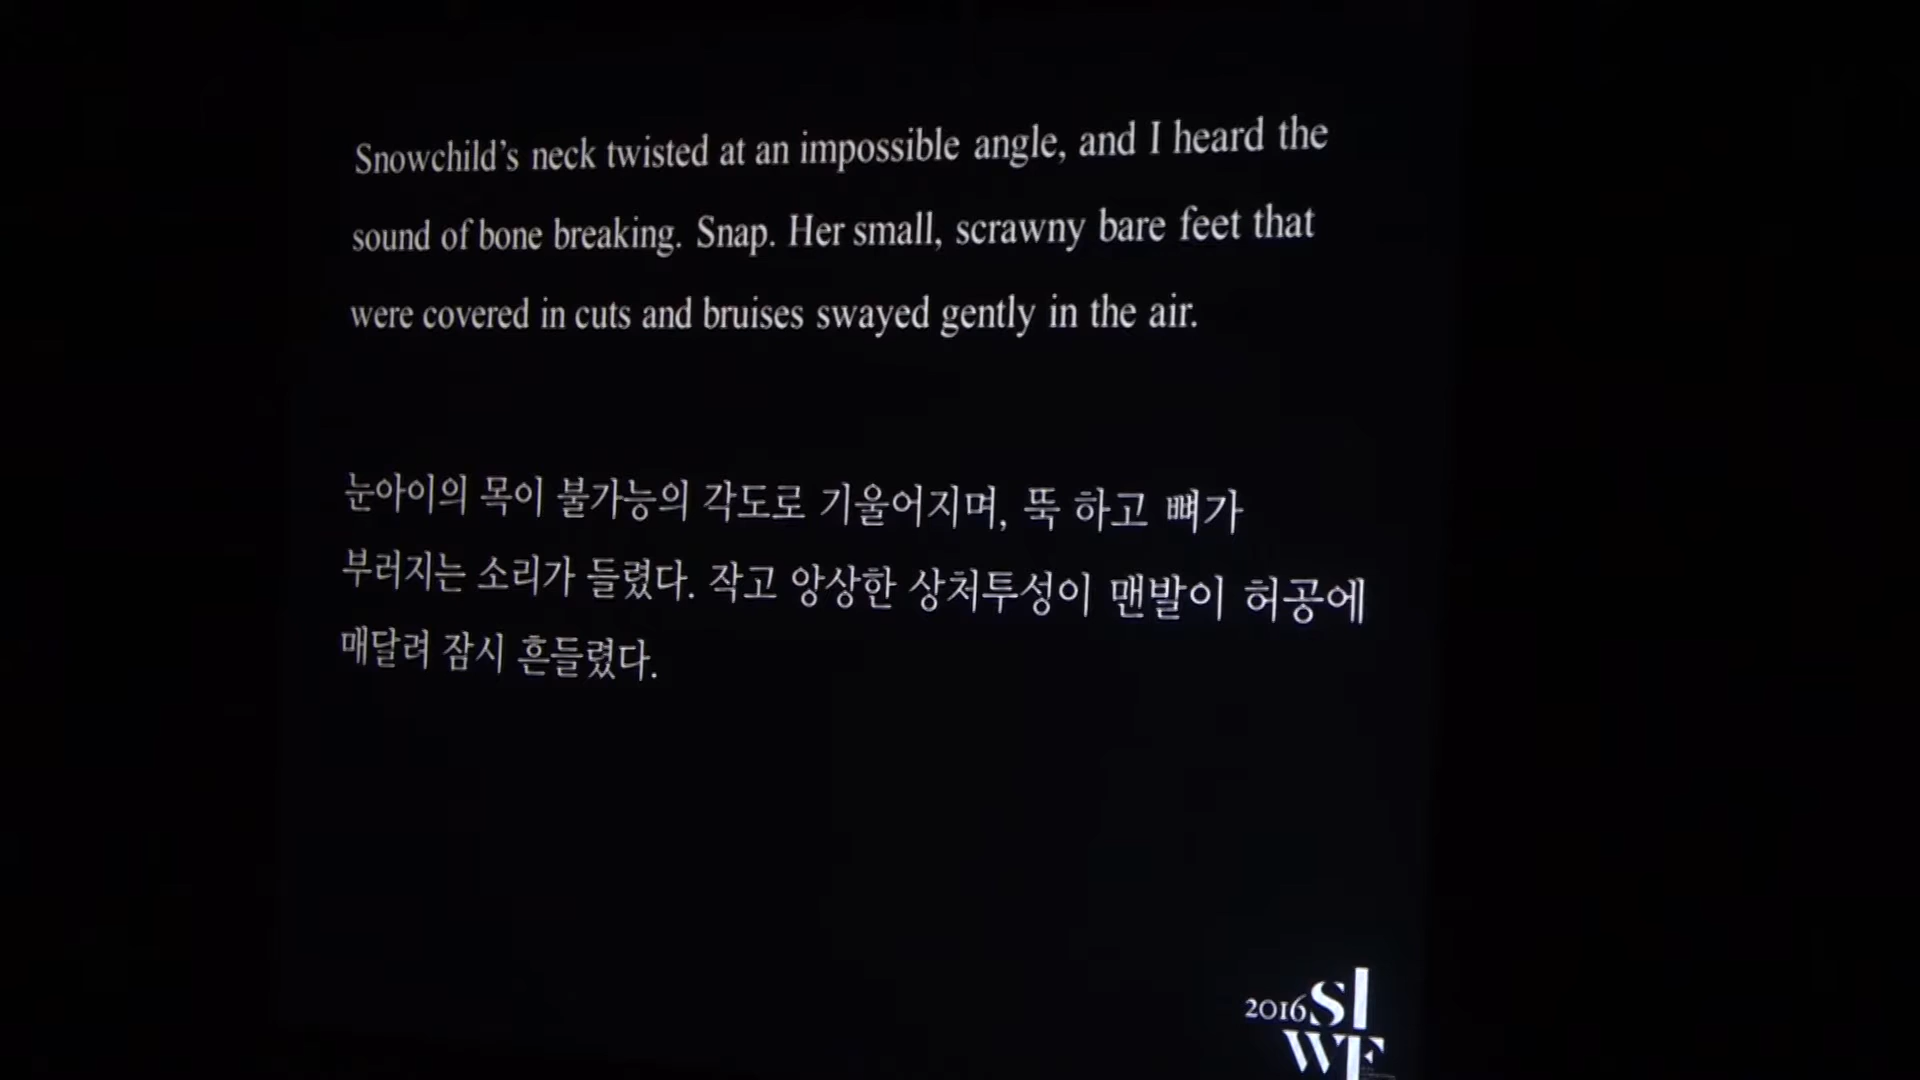 Snowchild's neck twisted at an impossible angle, and I heard the
sound of bone breaking. Snap. Her small, scrawny bare feet that
were covered in cuts and bruises swayed gently in the air.
눈아이의 목이 불가능의 각도로 기울어지며, 뚝 하고 뼈가
부러지는 소리가 들렸다. 작고 앙상한 상처투성이 맨발이 허공에
매달려 잠시 흔들렸다.
2016 SI
WF